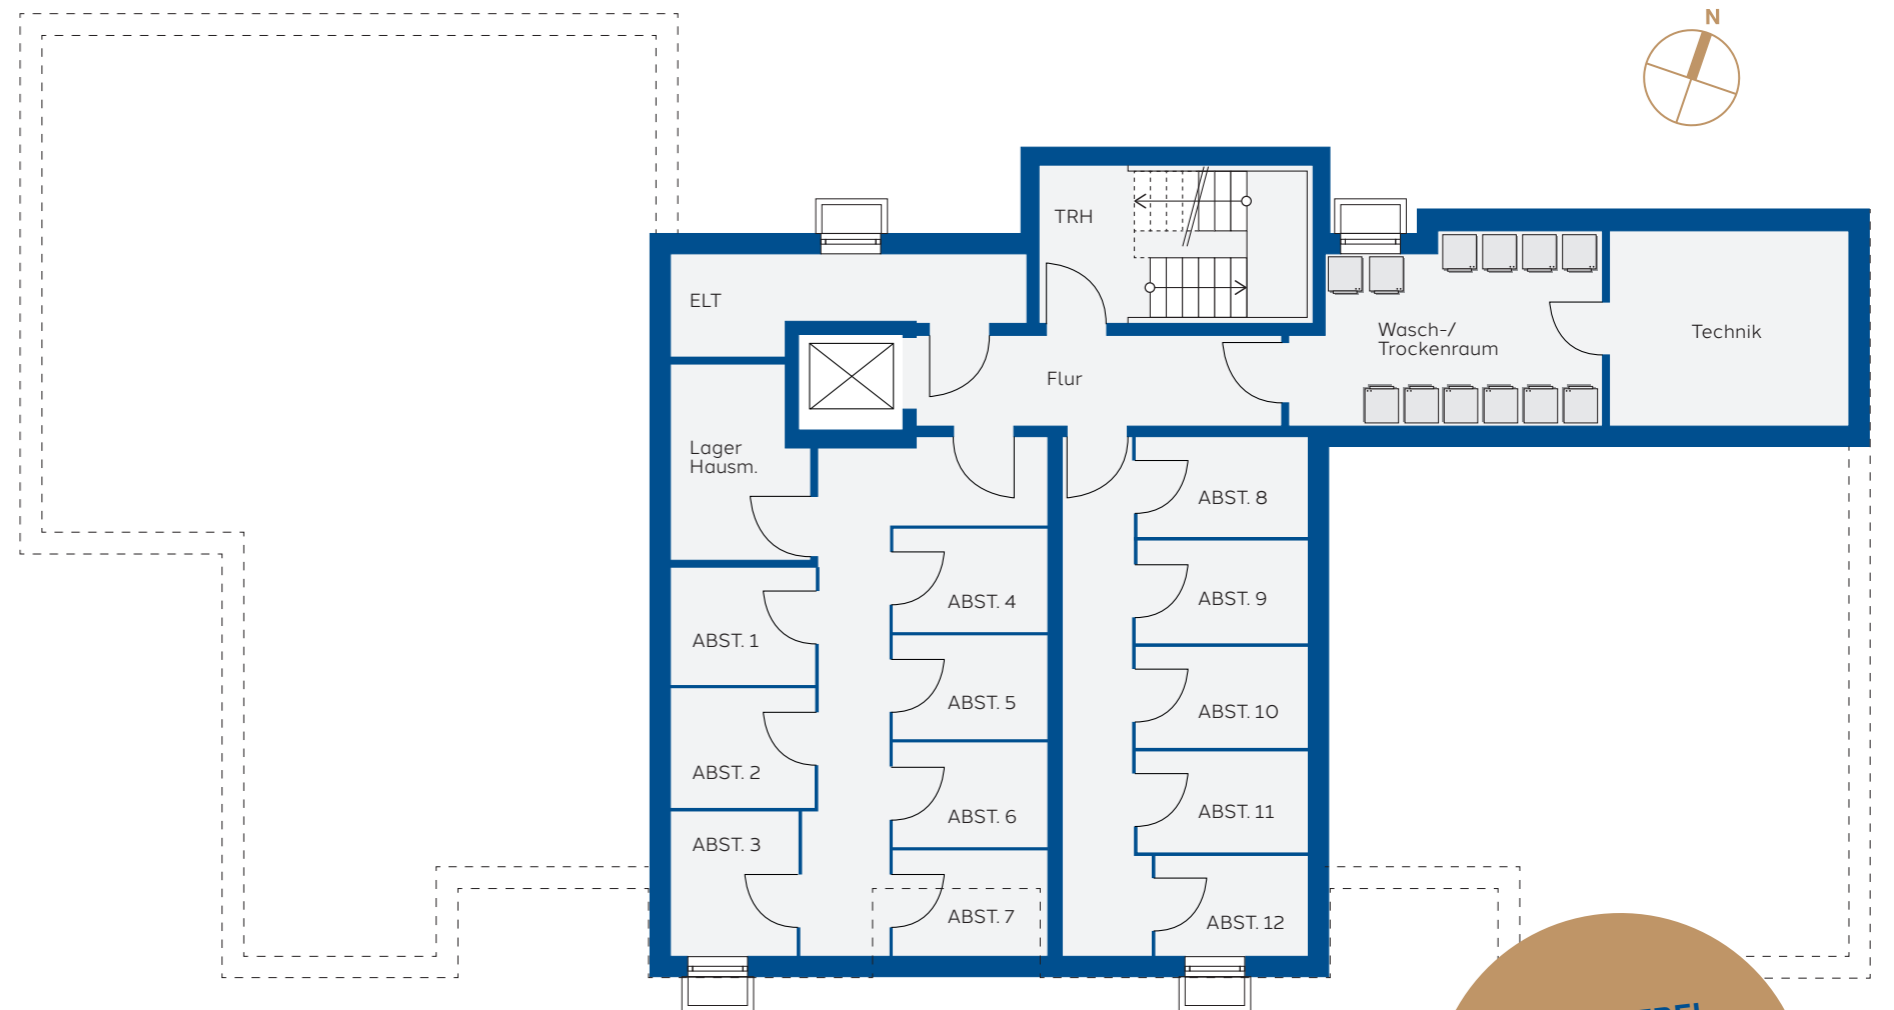 N
TRH
ELT
Wasch-/
Trockenraum
Technik
Flur
Lager
Hausm.
ABST. 8
ABST. 4
ABST. 9
ABST. 1
ABST. 5
ABST. 10
ABST. 2
ABST. 6
ABST. 11
ABST. 3
ABST. 7
ABST. 12